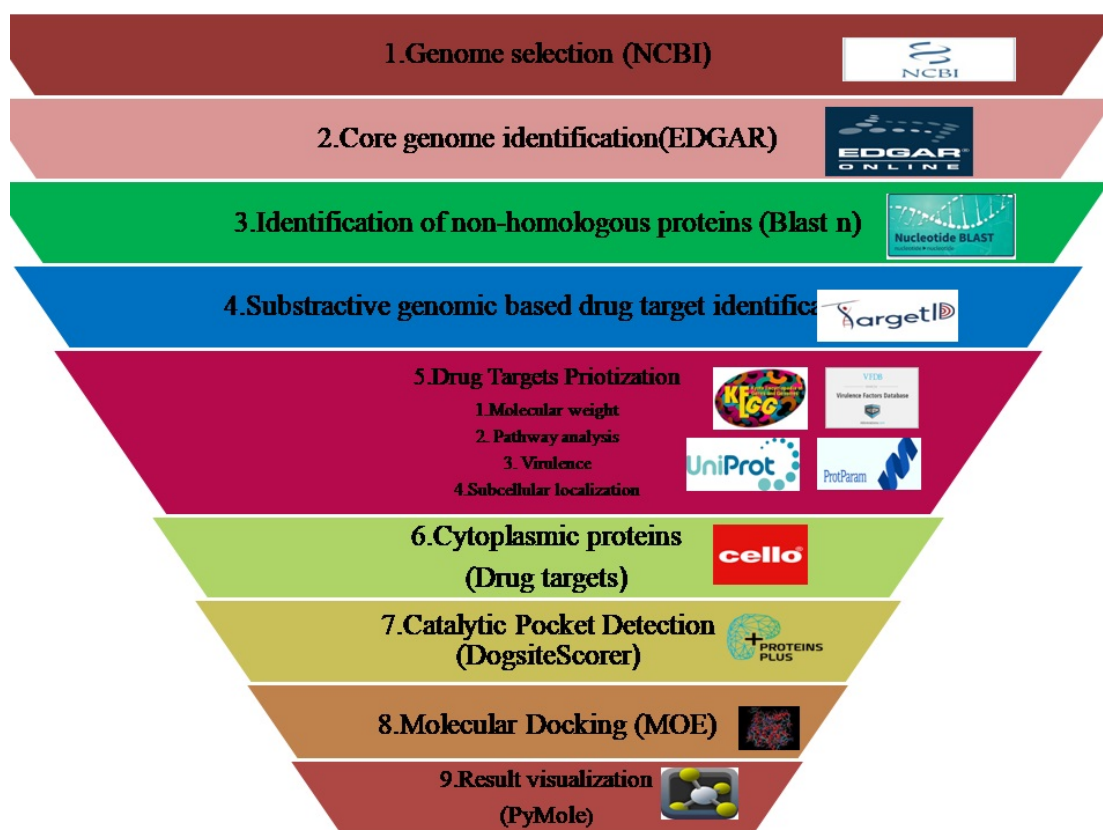 1.Genome selection (NCBI)
NCBI
2.Core genome identification(EDGAR)
EDGAR®
ONLINE
3.Identification of non-homologous proteins (Blast n)
Nucleotide BLAST
4.Substractive genomic based drug target identific
TargetID
5.Drug Targets Priotization
KEGG
VFDB
Virulence Factors Database
1.Molecular weight
2. Pathway analysis
3. Virulence
UniProt
ProtParam
4.Subcellular localization
6.Cytoplasmic proteins
cello®
(Drug targets)
7.Catalytic Pocket Detection
(DogsiteScorer)
PROTEINS
PLUS
8.Molecular Docking (MOE)
9.Result visualization
(PyMole)